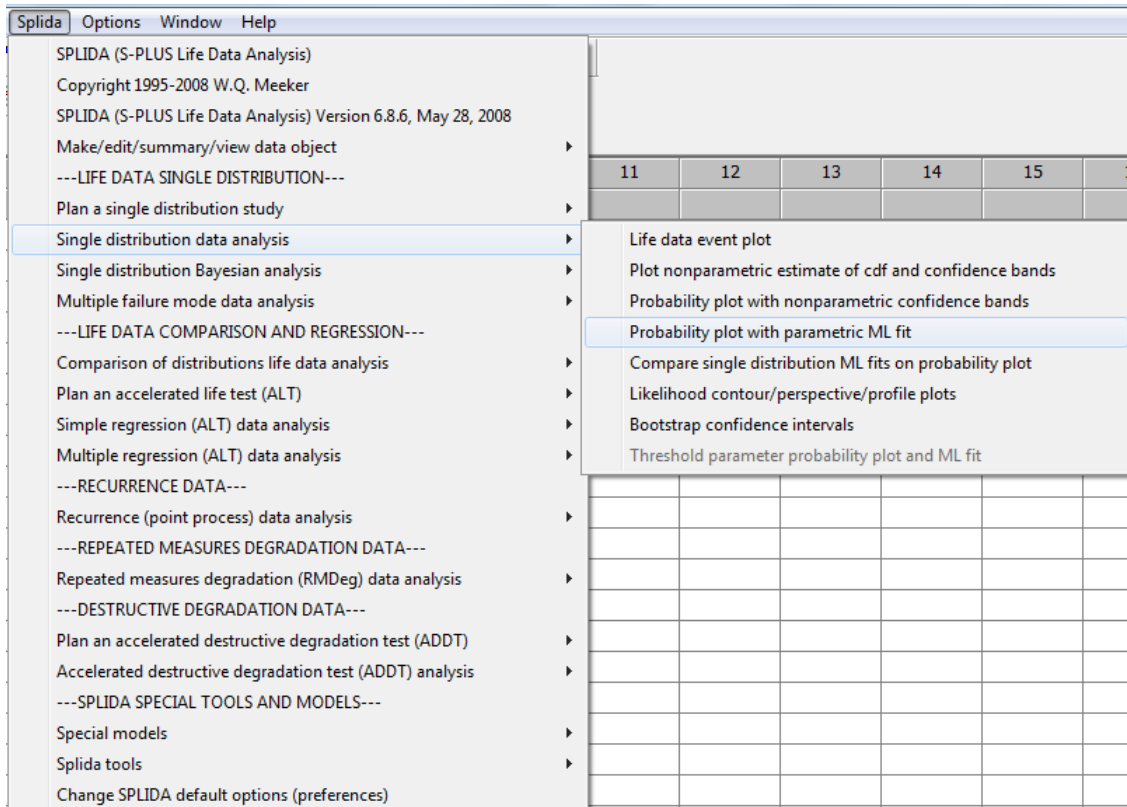 Splida Options Window Help
SPLIDA (S-PLUS Life Data Analysis)
Copyright 1995-2008 W.Q. Meeker
SPLIDA (S-PLUS Life Data Analysis) Version 6.8.6, May 28, 2008
Make/edit/summary/view data object
---LIFE DATA SINGLE DISTRIBUTION---
Plan a single distribution study
Single distribution data analysis
Single distribution Bayesian analysis
Multiple failure mode data analysis
---LIFE DATA COMPARISON AND REGRESSION---
Comparison of distributions life data analysis
Plan an accelerated life test (ALT)
Simple regression (ALT) data analysis
Multiple regression (ALT) data analysis
---RECURRENCE DATA---
Recurrence (point process) data analysis
---REPEATED MEASURES DEGRADATION DATA---
Repeated measures degradation (RMDeg) data analysis
---DESTRUCTIVE DEGRADATION DATA---
Plan an accelerated destructive degradation test (ADDT)
Accelerated destructive degradation test (ADDT) analysis
---SPLIDA SPECIAL TOOLS AND MODELS---
Special models
Splida tools
Change SPLIDA default options (preferences)
11 12 13 14 15
Life data event plot
Plot nonparametric estimate of cdf and confidence bands
Probability plot with nonparametric confidence bands
Probability plot with parametric ML fit
Compare single distribution ML fits on probability plot
Likelihood contour/perspective/profile plots
Bootstrap confidence intervals
Threshold parameter probability plot and ML fit